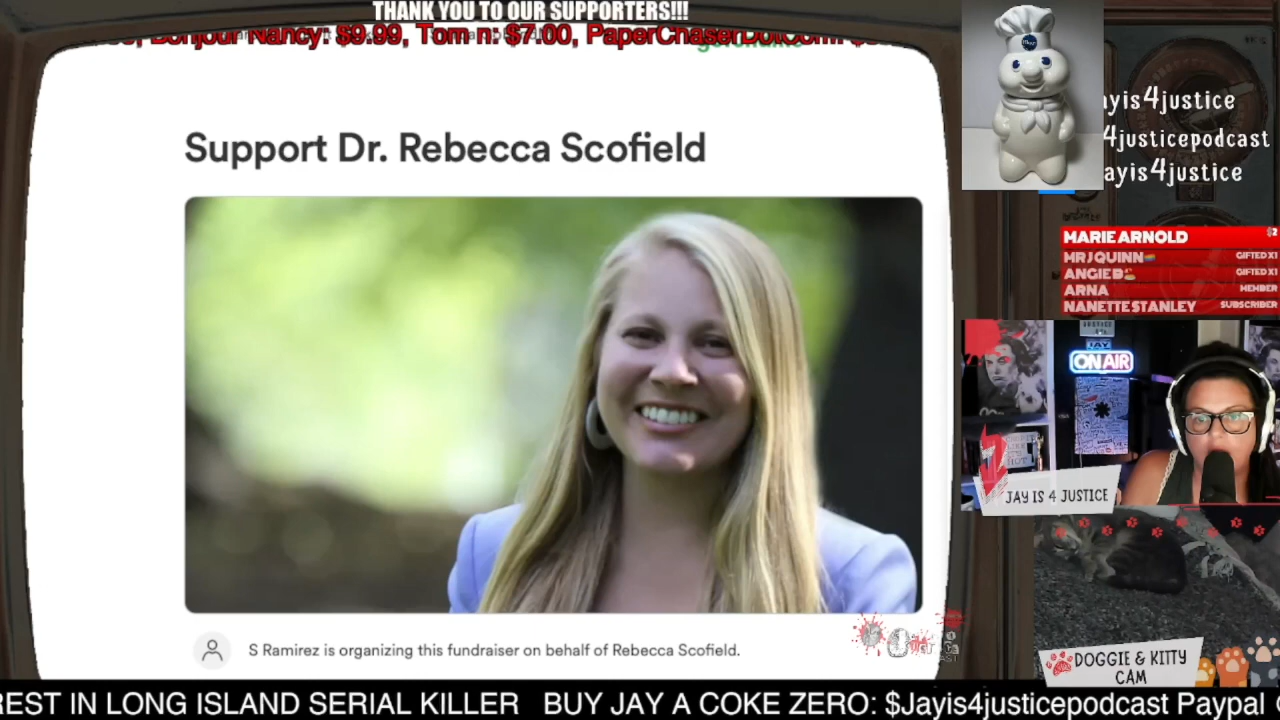 THANK YOU TO OUR SUPPORTERS!!!
Bonjour Nancy: $9.99, Tom n: $7.00, PaperChaserDotCom:
Support Dr. Rebecca Scofield
S Ramirez is organizing this fundraiser on behalf of Rebecca Scofield.
ayis4justice
4justicepodcast
ayis4justice
MARIE ARNOLD $2
MRJQUINN GIFTED X1
ANGIE B GIFTED X1
ARNA MEMBER
NANETTE STANLEY SUBSCRIBER
JAY
ON AIR
JAY IS 4 JUSTICE
DOGGIE & KITTY
CAM
REST IN LONG ISLAND SERIAL KILLER BUY JAY A COKE ZERO: $Jayis4justicepodcast Paypal